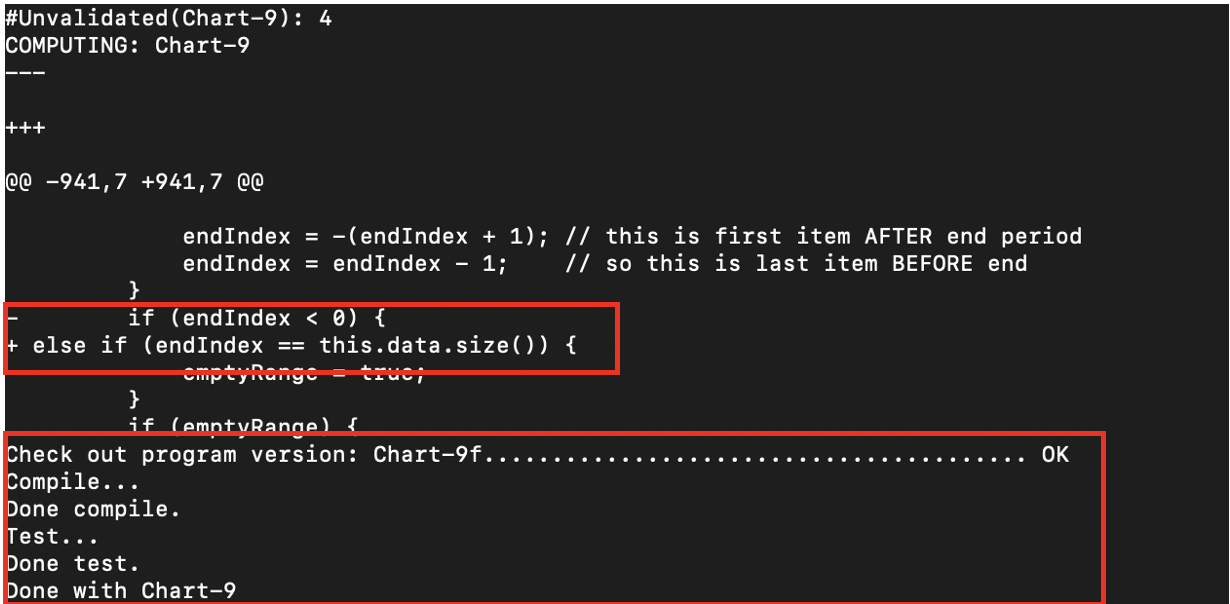 #Unvalidated(Chart-9): 4
COMPUTING: Chart-9
---
+++
@@ -941,7 +941,7 @@
endIndex = -(endIndex + 1); // this is first item AFTER end period
endIndex = endIndex - 1;     // so this is last item BEFORE end
}
-        if (endIndex < 0) {
+ else if (endIndex == this.data.size()) {
emptyRange = true;
}
if (emptyRange) {
Check out program version: Chart-9f........................................ OK
Compile...
Done compile.
Test...
Done test.
Done with Chart-9